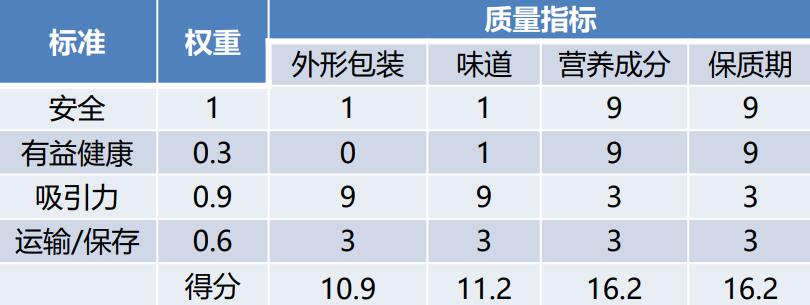 标准 权重 质量指标
外形包装 味道 营养成分 保质期
安全 1 1 1 9 9
有益健康 0.3 0 1 9 9
吸引力 0.9 9 9 3 3
运输/保存 0.6 3 3 3 3
得分 10.9 11.2 16.2 16.2